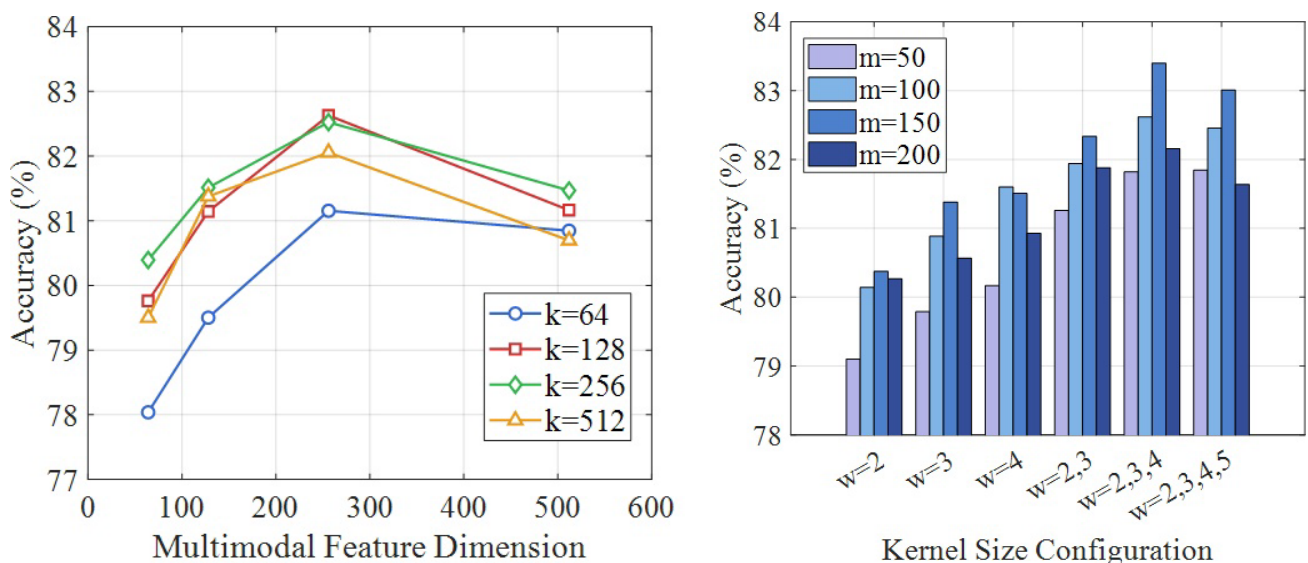 84
83
82
81
80
79
78
77
Accuracy (%)
k=64
k=128
k=256
k=512
0 100 200 300 400 500 600
Multimodal Feature Dimension
84
83
82
81
80
79
78
Accuracy (%)
m=50
m=100
m=150
m=200
w=2 w=3 w=4 w=2,3 w=2,3,4 w=2,3,4,5
Kernel Size Configuration